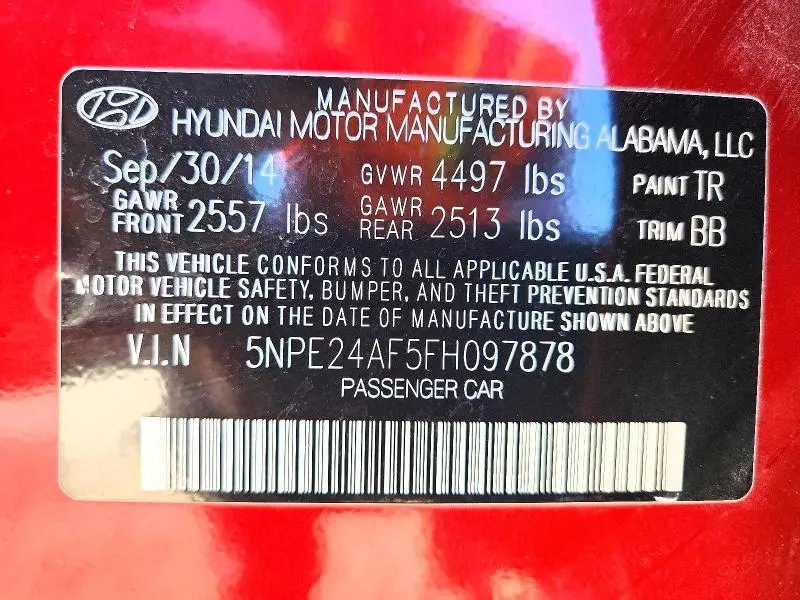 MANUFACTURED BY
HYUNDAI MOTOR MANUFACTURING ALABAMA, LLC
Sep/30/14 GVWR 4497 lbs PAINT TR
GAWR FRONT 2557 lbs GAWR REAR 2513 lbs TRIM BB
THIS VEHICLE CONFORMS TO ALL APPLICABLE U.S.A. FEDERAL
MOTOR VEHICLE SAFETY, BUMPER, AND THEFT PREVENTION STANDARDS
IN EFFECT ON THE DATE OF MANUFACTURE SHOWN ABOVE
V.I.N 5NPE24AF5FH097878
PASSENGER CAR